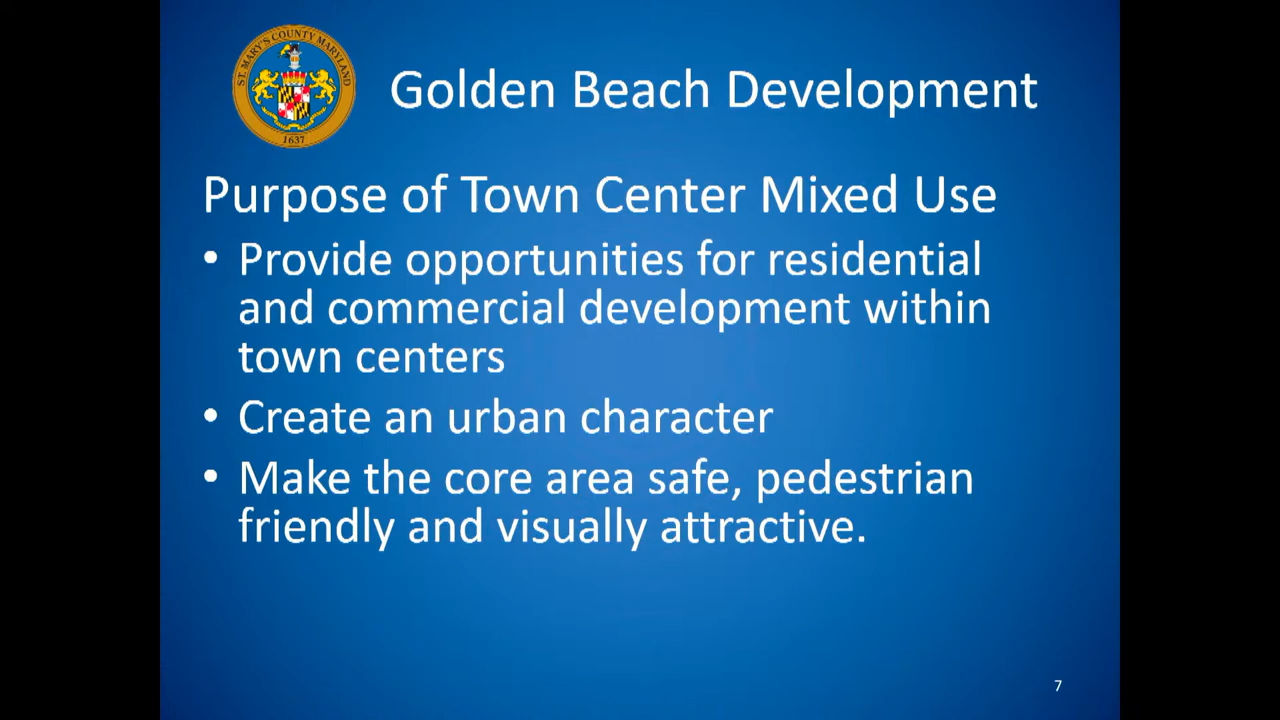 ST. MARY'S COUNTY MARYLAND
1637
Golden Beach Development
Purpose of Town Center Mixed Use
• Provide opportunities for residential
and commercial development within
town centers
• Create an urban character
• Make the core area safe, pedestrian
friendly and visually attractive.
7